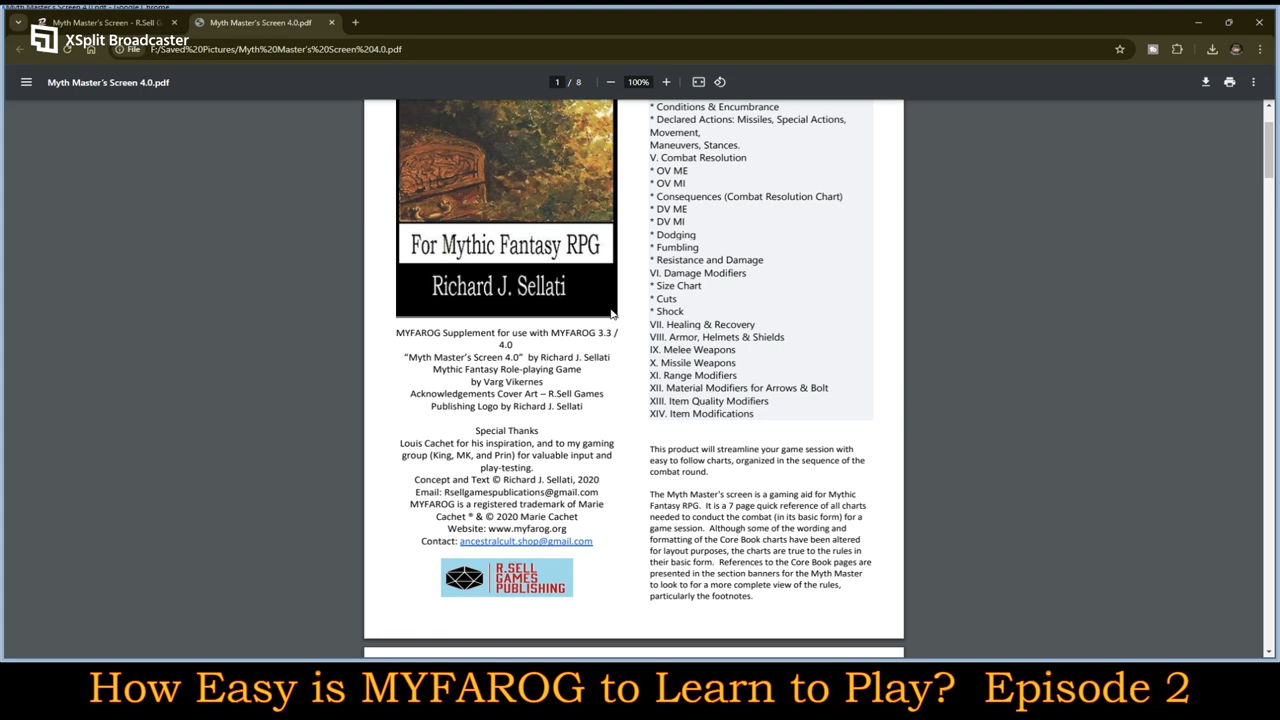 Myth Master's Screen - R.Sell G
Myth Master's Screen 4.0.pdf
XSplit Broadcaster
File
F:/Saved%20Pictures/Myth%20Master's%20Screen%204.0.pdf
Myth Master's Screen 4.0.pdf
1 / 8
100%
For Mythic Fantasy RPG
Richard J. Sellati
MYFAROG Supplement for use with MYFAROG 3.3 /
4.0
“Myth Master’s Screen 4.0” by Richard J. Sellati
Mythic Fantasy Role-playing Game
by Varg Vikernes
Acknowledgements Cover Art – R.Sell Games
Publishing Logo by Richard J. Sellati
Special Thanks
Louis Cachet for his inspiration, and to my gaming
group (King, MK, and Prin) for valuable input and
play-testing.
Concept and Text © Richard J. Sellati, 2020
Email: Rsellgamespublications@gmail.com
MYFAROG is a registered trademark of Marie
Cachet ® & © 2020 Marie Cachet
Website: www.myfarog.org
Contact: ancestralcult.shop@gmail.com
R.SELL
GAMES
PUBLISHING
* Conditions & Encumbrance
* Declared Actions: Missiles, Special Actions,
Movement,
Maneuvers, Stances.
V. Combat Resolution
* OV ME
* OV MI
* Consequences (Combat Resolution Chart)
* DV ME
* DV MI
* Dodging
* Fumbling
* Resistance and Damage
VI. Damage Modifiers
* Size Chart
* Cuts
* Shock
VII. Healing & Recovery
VIII. Armor, Helmets & Shields
IX. Melee Weapons
X. Missile Weapons
XI. Range Modifiers
XII. Material Modifiers for Arrows & Bolt
XIII. Item Quality Modifiers
XIV. Item Modifications
This product will streamline your game session with
easy to follow charts, organized in the sequence of the
combat round.
The Myth Master's screen is a gaming aid for Mythic
Fantasy RPG. It is a 7 page quick reference of all charts
needed to conduct the combat (in its basic form) for a
game session. Although some of the wording and
formatting of the Core Book charts have been altered
for layout purposes, the charts are true to the rules in
their basic form. References to the Core Book pages are
presented in the section banners for the Myth Master
to look to for a more complete view of the rules,
particularly the footnotes.
How Easy is MYFAROG to Learn to Play? Episode 2